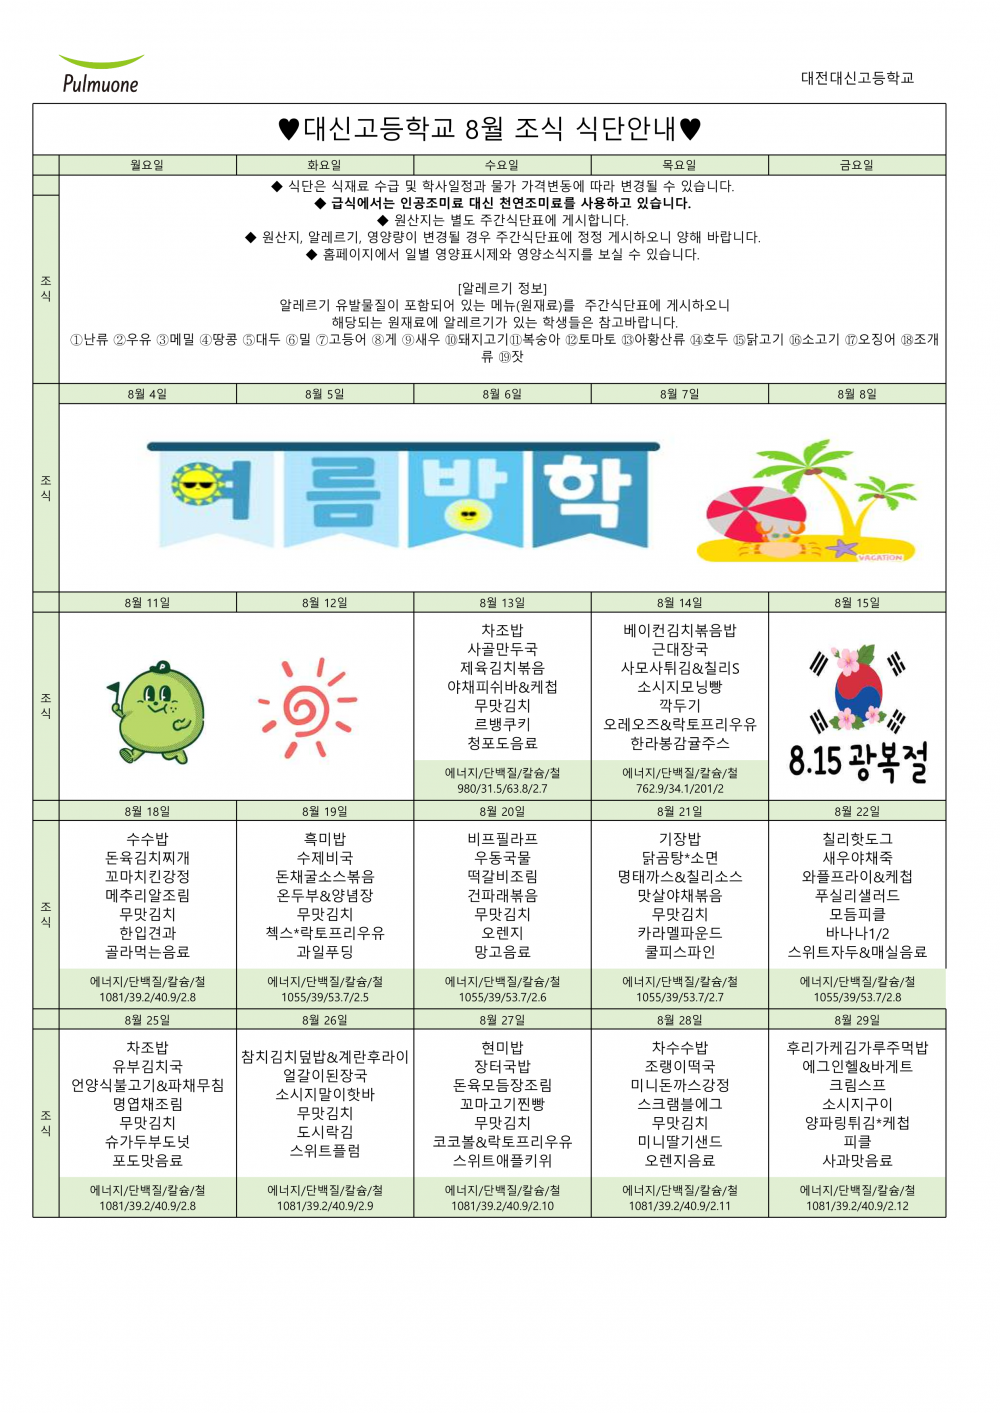 Pulmuone
대전대신고등학교
♥대신고등학교 8월 조식 식단안내♥
월요일 화요일 수요일 목요일 금요일
조식
◆ 식단은 식재료 수급 및 학사일정과 물가 가격변동에 따라 변경될 수 있습니다.
◆ 급식에서는 인공조미료 대신 천연조미료를 사용하고 있습니다.
◆ 원산지는 별도 주간식단표에 게시합니다.
◆ 원산지, 알레르기, 영양량이 변경될 경우 주간식단표에 정정 게시하오니 양해 바랍니다.
◆ 홈페이지에서 일별 영양표시제와 영양소식지를 보실 수 있습니다.
[알레르기 정보]
알레르기 유발물질이 포함되어 있는 메뉴(원재료)를 주간식단표에 게시하오니
해당되는 원재료에 알레르기가 있는 학생들은 참고바랍니다.
①난류 ②우유 ③메밀 ④땅콩 ⑤대두 ⑥밀 ⑦고등어 ⑧게 ⑨새우 ⑩돼지고기⑪복숭아 ⑫토마토 ⑬아황산류 ⑭호두 ⑮닭고기 ⑯소고기 ⑰오징어 ⑱조개
류 ⑲잣
8월 4일 8월 5일 8월 6일 8월 7일 8월 8일
조식
여름방학
VACATION
8월 11일 8월 12일 8월 13일 8월 14일 8월 15일
조식
차조밥
사골만두국
제육김치볶음
야채피쉬바&케첩
무맛김치
르뱅쿠키
청포도음료
에너지/단백질/칼슘/철
980/31.5/63.8/2.7
베이컨김치볶음밥
근대장국
사모사튀김&칠리S
소시지모닝빵
깍두기
오레오즈&락토프리우유
한라봉감귤주스
에너지/단백질/칼슘/철
762.9/34.1/201/2
8.15 광복절
8월 18일 8월 19일 8월 20일 8월 21일 8월 22일
조식
수수밥
돈육김치찌개
꼬마치킨강정
메추리알조림
무맛김치
한입견과
골라먹는음료
에너지/단백질/칼슘/철
1081/39.2/40.9/2.8
흑미밥
수제비국
돈채굴소스볶음
온두부&양념장
무맛김치
첵스*락토프리우유
과일푸딩
에너지/단백질/칼슘/철
1055/39/53.7/2.5
비프필라프
우동국물
떡갈비조림
건파래볶음
무맛김치
오렌지
망고음료
에너지/단백질/칼슘/철
1055/39/53.7/2.6
기장밥
닭곰탕*소면
명태까스&칠리소스
맛살야채볶음
무맛김치
카라멜파운드
쿨피스파인
에너지/단백질/칼슘/철
1055/39/53.7/2.7
칠리핫도그
새우야채죽
와플프라이&케첩
푸실리샐러드
모듬피클
바나나1/2
스위트자두&매실음료
에너지/단백질/칼슘/철
1055/39/53.7/2.8
8월 25일 8월 26일 8월 27일 8월 28일 8월 29일
조식
차조밥
유부김치국
언양식불고기&파채무침
명엽채조림
무맛김치
슈가두부도넛
포도맛음료
에너지/단백질/칼슘/철
1081/39.2/40.9/2.8
참치김치덮밥&계란후라이
얼갈이된장국
소시지말이핫바
무맛김치
도시락김
스위트플럼
에너지/단백질/칼슘/철
1081/39.2/40.9/2.9
현미밥
장터국밥
돈육모듬장조림
꼬마고기찐빵
무맛김치
코코볼&락토프리우유
스위트애플키위
에너지/단백질/칼슘/철
1081/39.2/40.9/2.10
차수수밥
조랭이떡국
미니돈까스강정
스크램블에그
무맛김치
미니딸기샌드
오렌지음료
에너지/단백질/칼슘/철
1081/39.2/40.9/2.11
후리가케김가루주먹밥
에그인헬&바게트
크림스프
소시지구이
양파링튀김*케첩
피클
사과맛음료
에너지/단백질/칼슘/철
1081/39.2/40.9/2.12